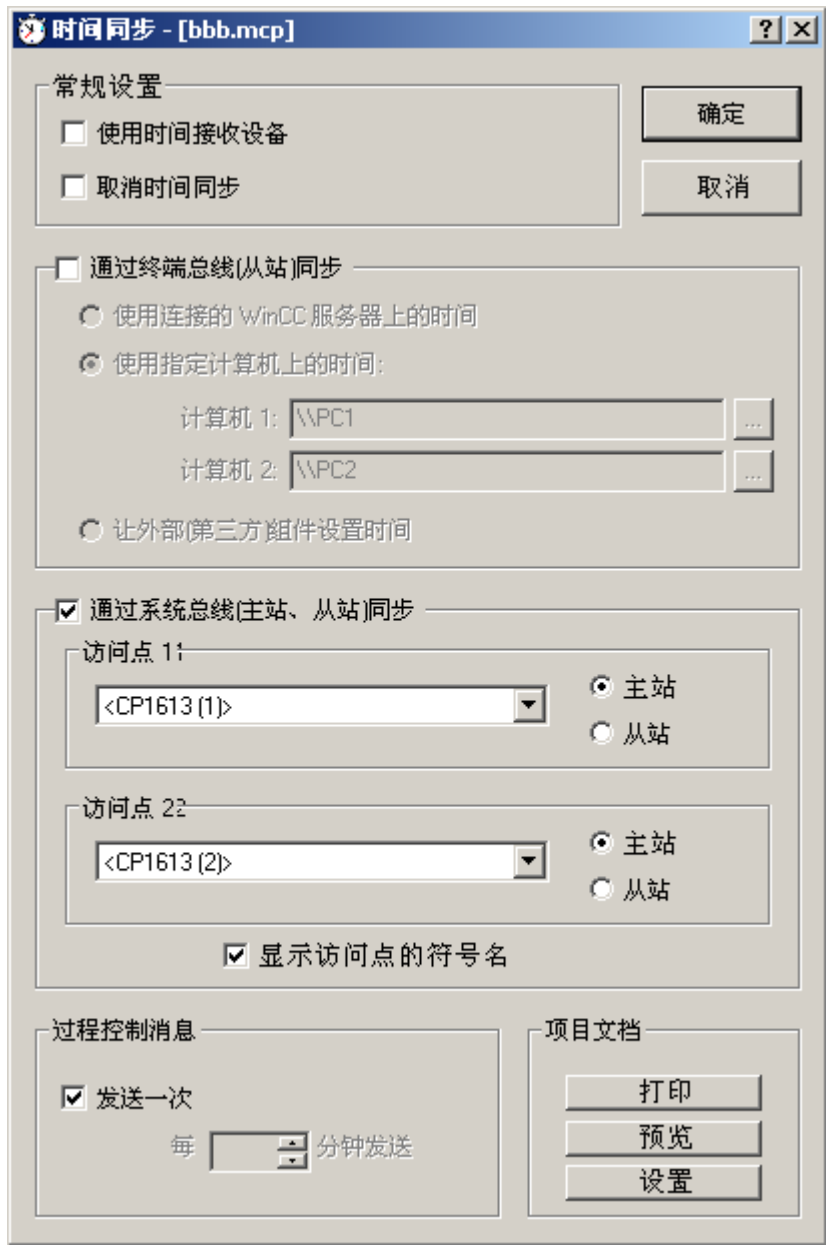 时间同步 - [bbb.mcp]
常规设置
使用时间接收设备
取消时间同步
确定
取消
通过终端总线(从站)同步
使用连接的 WinCC 服务器上的时间
使用指定计算机上的时间:
计算机 1: \\PC1 ...
计算机 2: \\PC2 ...
让外部(第三方)组件设置时间
通过系统总线(主站、从站)同步
访问点 11
<CP1613 (1)>
主站
从站
访问点 22
<CP1613 (2)>
主站
从站
显示访问点的符号名
过程控制消息
发送一次
每 分钟发送
项目文档
打印
预览
设置